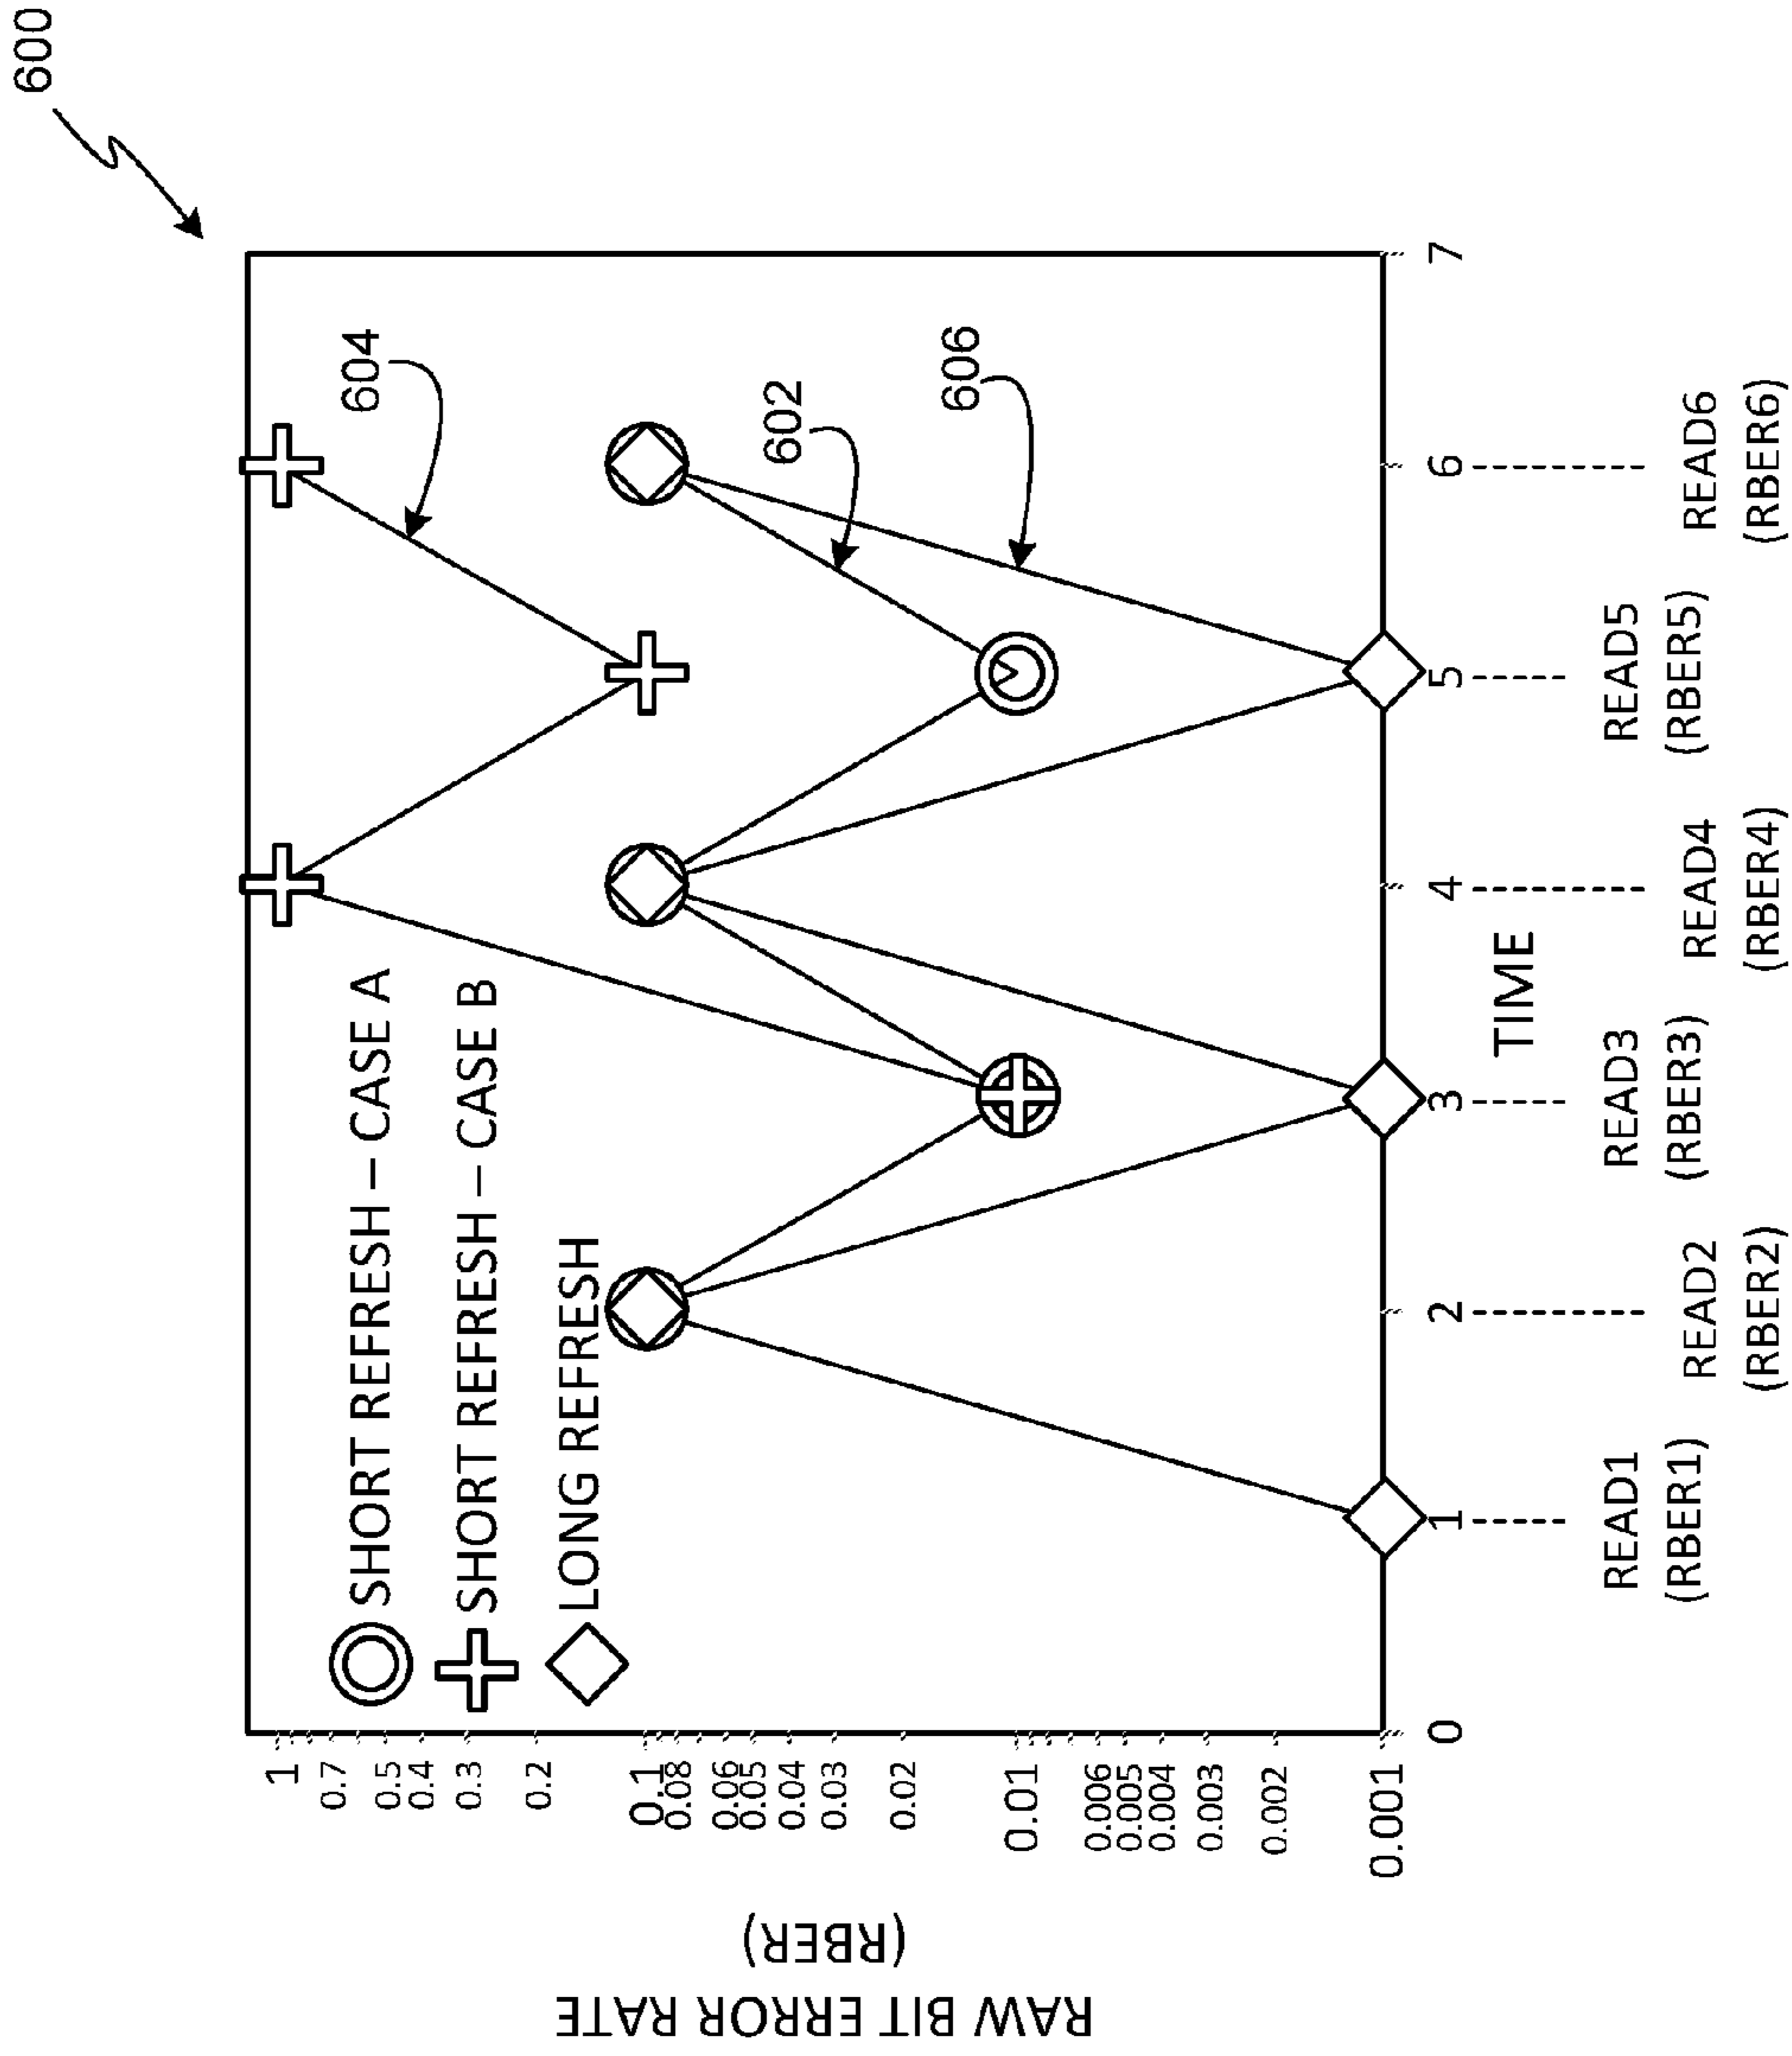 600
RAW BIT ERROR RATE
(RBER)
1
0.7
0.5
0.4
0.3
0.2
0.1
0.08
0.06
0.05
0.04
0.03
0.02
0.01
0.006
0.005
0.004
0.003
0.002
0.001
SHORT REFRESH – CASE A
SHORT REFRESH – CASE B
LONG REFRESH
604
602
606
0 1 2 3 4 5 6 7
TIME
READ1
(RBER1)
READ2
(RBER2)
READ3
(RBER3)
READ4
(RBER4)
READ5
(RBER5)
READ6
(RBER6)